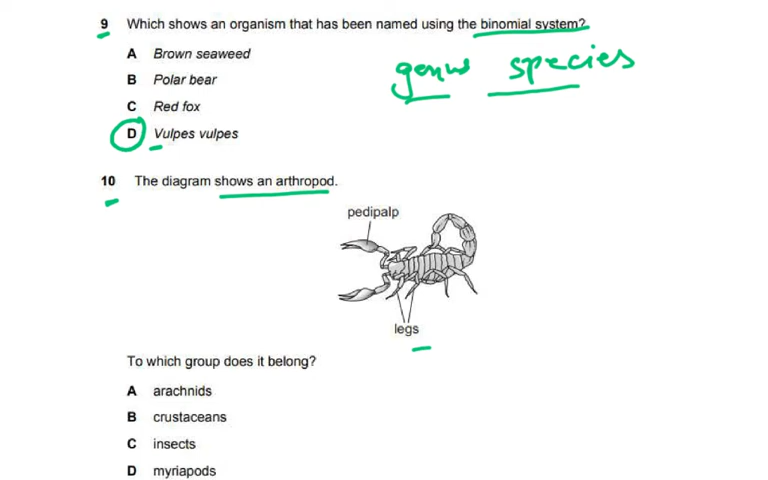 9 Which shows an organism that has been named using the binomial system?
A Brown seaweed
B Polar bear
C Red fox
D Vulpes vulpes
genus species
10 The diagram shows an arthropod.
pedipalp
legs
To which group does it belong?
A arachnids
B crustaceans
C insects
D myriapods